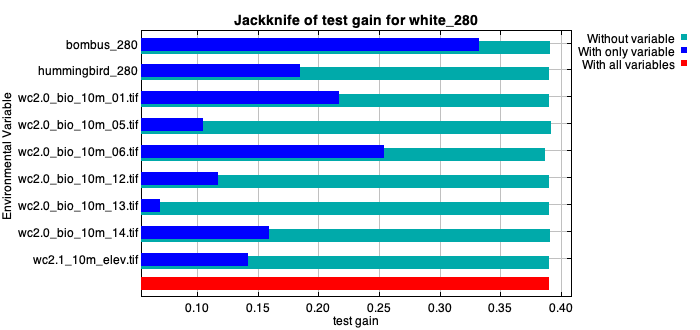 Jackknife of test gain for white_280
Without variable
With only variable
With all variables
Environmental Variable
bombus_280
hummingbird_280
wc2.0_bio_10m_01.tif
wc2.0_bio_10m_05.tif
wc2.0_bio_10m_06.tif
wc2.0_bio_10m_12.tif
wc2.0_bio_10m_13.tif
wc2.0_bio_10m_14.tif
wc2.1_10m_elev.tif
0.10 0.15 0.20 0.25 0.30 0.35 0.40
test gain